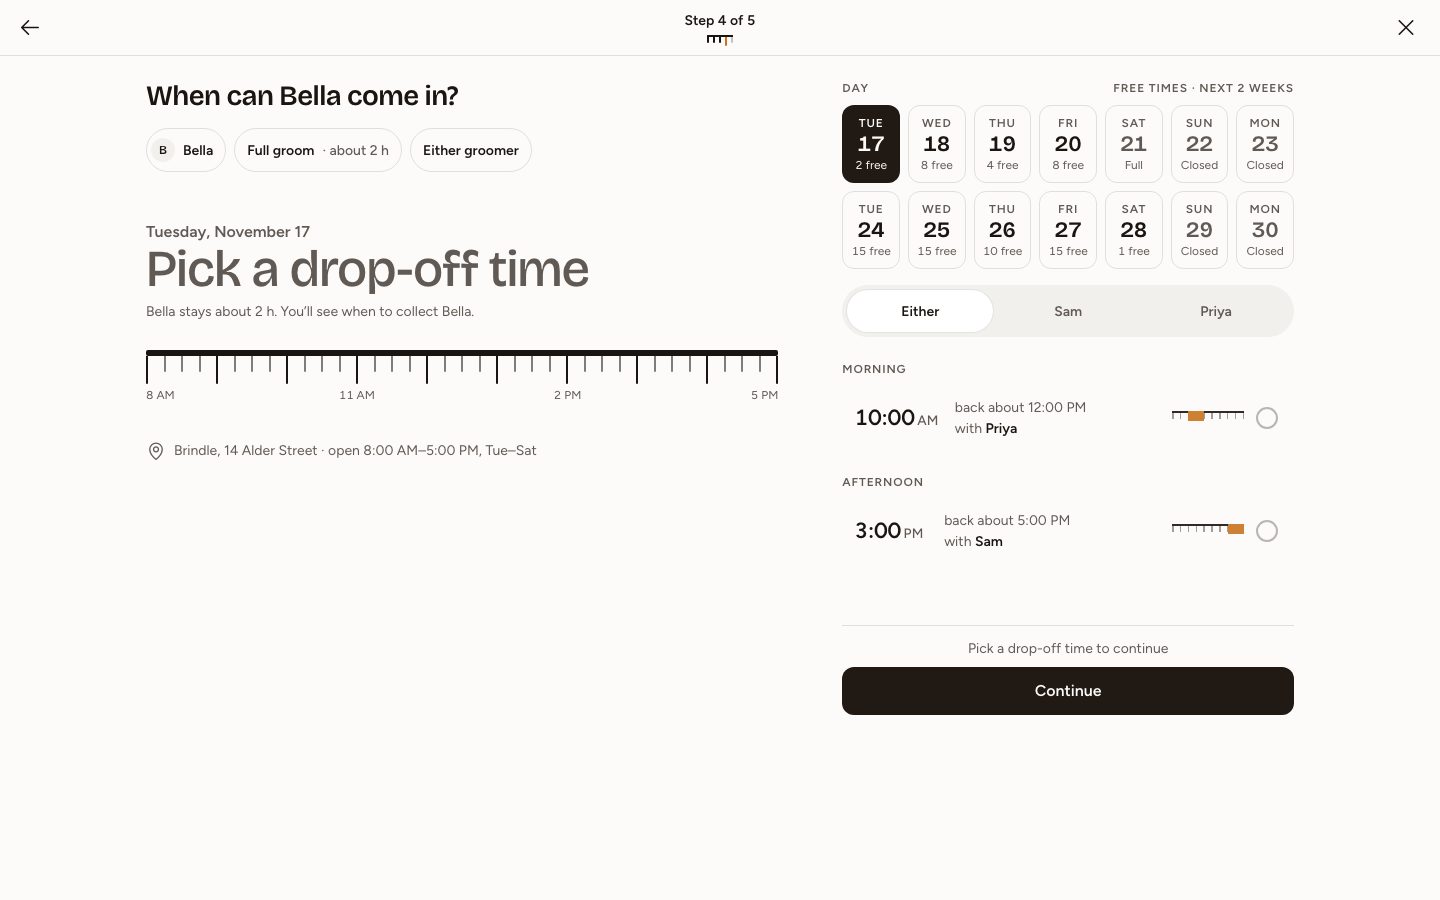 Step 4 of 5
When can Bella come in?
B Bella
Full groom · about 2 h
Either groomer
Tuesday, November 17
Pick a drop-off time
Bella stays about 2 h. You’ll see when to collect Bella.
8 AM 11 AM 2 PM 5 PM
Brindle, 14 Alder Street · open 8:00 AM–5:00 PM, Tue–Sat
DAY FREE TIMES · NEXT 2 WEEKS
TUE WED THU FRI SAT SUN MON
17 18 19 20 21 22 23
2 free 8 free 4 free 8 free Full Closed Closed
TUE WED THU FRI SAT SUN MON
24 25 26 27 28 29 30
15 free 15 free 10 free 15 free 1 free Closed Closed
Either Sam Priya
MORNING
10:00 AM
back about 12:00 PM
with Priya
AFTERNOON
3:00 PM
back about 5:00 PM
with Sam
Pick a drop-off time to continue
Continue